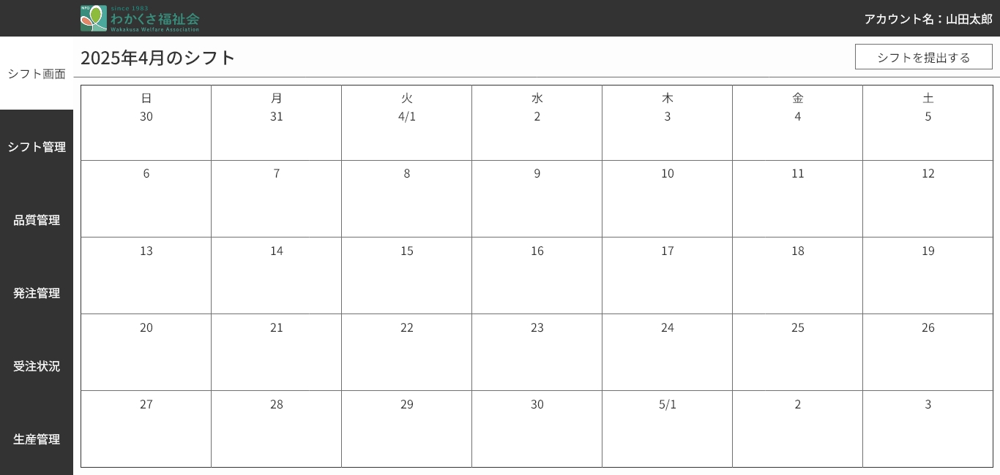 NPO
since 1983
わかくさ福祉会
Wakakusa Welfare Association
アカウント名：山田太郎
シフト画面
シフト管理
品質管理
発注管理
受注状況
生産管理
2025年4月のシフト
シフトを提出する
日 月 火 水 木 金 土
30 31 4/1 2 3 4 5
6 7 8 9 10 11 12
13 14 15 16 17 18 19
20 21 22 23 24 25 26
27 28 29 30 5/1 2 3